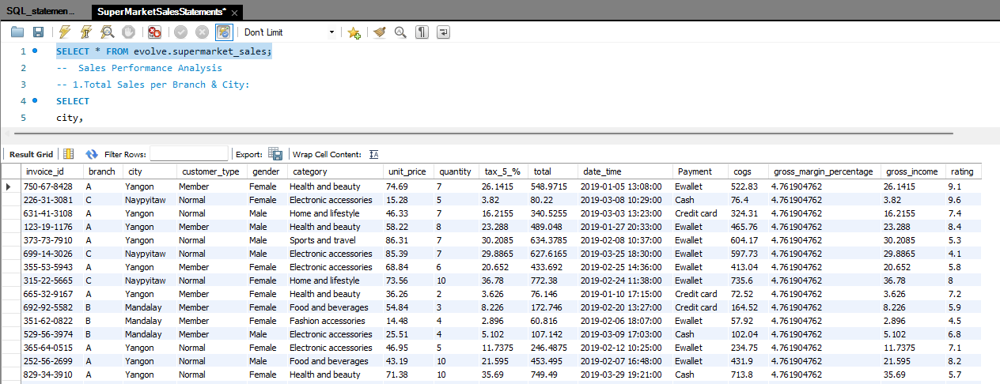 SQL_statemen... SuperMarketSalesStatements* ×
Don't Limit
1 SELECT * FROM evolve.supermarket_sales;
2 -- Sales Performance Analysis
3 -- 1.Total Sales per Branch & City:
4 SELECT
5 city,
Result Grid Filter Rows: Export: Wrap Cell Content: IA
invoice_id branch city customer_type gender category unit_price quantity tax_5_% total date_time Payment cogs gross_margin_percentage gross_income rating
750-67-8428 A Yangon Member Female Health and beauty 74.69 7 26.1415 548.9715 2019-01-05 13:08:00 Ewallet 522.83 4.761904762 26.1415 9.1
226-31-3081 C Naypyitaw Normal Female Electronic accessories 15.28 5 3.82 80.22 2019-03-08 10:29:00 Cash 76.4 4.761904762 3.82 9.6
631-41-3108 A Yangon Normal Male Home and lifestyle 46.33 7 16.2155 340.5255 2019-03-03 13:23:00 Credit card 324.31 4.761904762 16.2155 7.4
123-19-1176 A Yangon Member Male Health and beauty 58.22 8 23.288 489.048 2019-01-27 20:33:00 Ewallet 465.76 4.761904762 23.288 8.4
373-73-7910 A Yangon Normal Male Sports and travel 86.31 7 30.2085 634.3785 2019-02-08 10:37:00 Ewallet 604.17 4.761904762 30.2085 5.3
699-14-3026 C Naypyitaw Normal Male Electronic accessories 85.39 7 29.8865 627.6165 2019-03-25 18:30:00 Ewallet 597.73 4.761904762 29.8865 4.1
355-53-5943 A Yangon Member Female Electronic accessories 68.84 6 20.652 433.692 2019-02-25 14:36:00 Ewallet 413.04 4.761904762 20.652 5.8
315-22-5665 C Naypyitaw Normal Female Home and lifestyle 73.56 10 36.78 772.38 2019-02-24 11:38:00 Ewallet 735.6 4.761904762 36.78 8
665-32-9167 A Yangon Member Female Health and beauty 36.26 2 3.626 76.146 2019-01-10 17:15:00 Credit card 72.52 4.761904762 3.626 7.2
692-92-5582 B Mandalay Member Female Food and beverages 54.84 3 8.226 172.746 2019-02-20 13:27:00 Credit card 164.52 4.761904762 8.226 5.9
351-62-0822 B Mandalay Member Female Fashion accessories 14.48 4 2.896 60.816 2019-02-06 18:07:00 Ewallet 57.92 4.761904762 2.896 4.5
529-56-3974 B Mandalay Member Male Electronic accessories 25.51 4 5.102 107.142 2019-03-09 17:03:00 Cash 102.04 4.761904762 5.102 6.8
365-64-0515 A Yangon Normal Female Electronic accessories 46.95 5 11.7375 246.4875 2019-02-12 10:25:00 Ewallet 234.75 4.761904762 11.7375 7.1
252-56-2699 A Yangon Normal Male Food and beverages 43.19 10 21.595 453.495 2019-02-07 16:48:00 Ewallet 431.9 4.761904762 21.595 8.2
829-34-3910 A Yangon Normal Female Health and beauty 71.38 10 35.69 749.49 2019-03-29 19:21:00 Cash 713.8 4.761904762 35.69 5.7